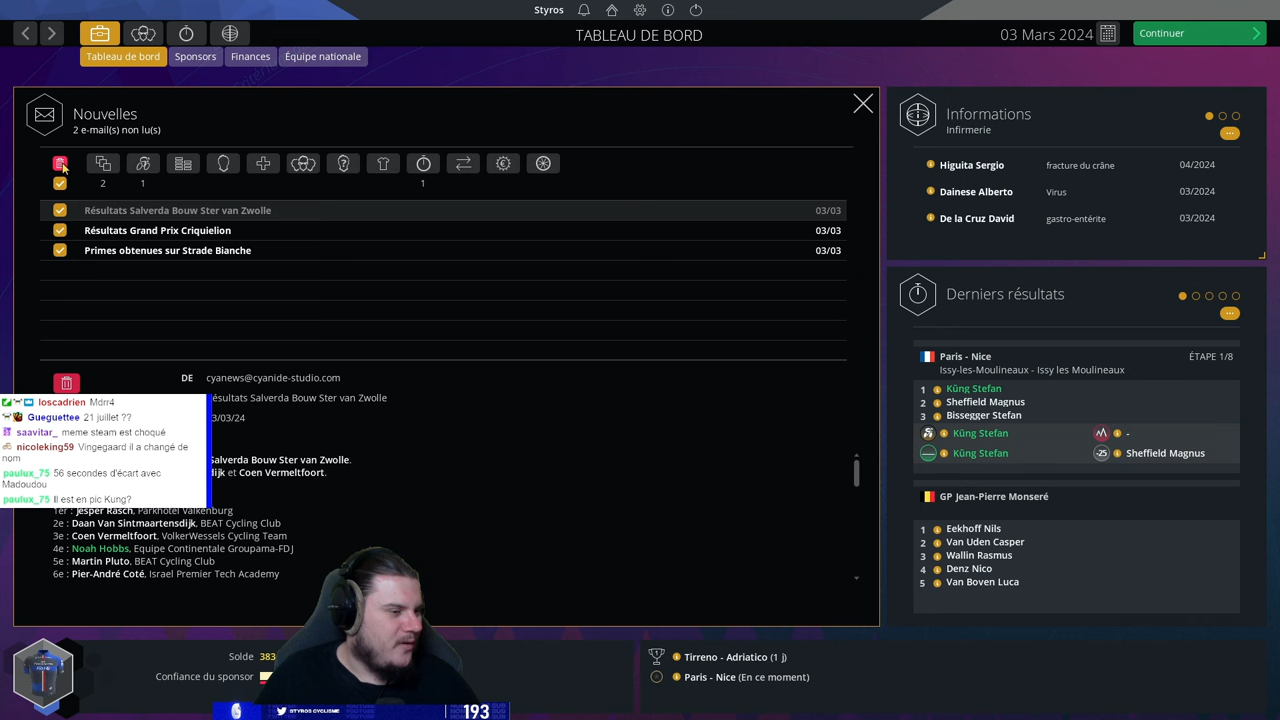 Styros
TABLEAU DE BORD
03 Mars 2024
Continuer
Tableau de bord
Sponsors
Finances
Équipe nationale
Nouvelles
2 e-mail(s) non lu(s)
2
1
1
Résultats Salverda Bouw Ster van Zwolle
03/03
Résultats Grand Prix Criquielion
03/03
Primes obtenues sur Strade Bianche
03/03
DE
cyanews@cyanide-studio.com
ésultats Salverda Bouw Ster van Zwolle
3/03/24
Salverda Bouw Ster van Zwolle.
dijk et Coen Vermeltfoort.
1er : Jesper Rasch, Parkhotel Valkenburg
2e : Daan Van Sintmaartensdijk, BEAT Cycling Club
3e : Coen Vermeltfoort, VolkerWessels Cycling Team
4e : Noah Hobbs, Equipe Continentale Groupama-FDJ
5e : Martin Pluto, BEAT Cycling Club
6e : Pier-André Coté, Israel Premier Tech Academy
loscadrien Mdrr4
Gueguettee 21 juillet ??
saavitar_ meme steam est choqué
nicoleking59 Vingegaard il a changé de
nom
paulux_75 56 secondes d'écart avec
Madoudou
paulux_75 Il est en pic Kung?
Informations
Infirmerie
Higuita Sergio
fracture du crâne
04/2024
Dainese Alberto
Virus
03/2024
De la Cruz David
gastro-entérite
03/2024
Derniers résultats
Paris - Nice
ÉTAPE 1/8
Issy-les-Moulineaux - Issy les Moulineaux
1 Küng Stefan
2 Sheffield Magnus
3 Bissegger Stefan
Küng Stefan
-
Küng Stefan
-25
Sheffield Magnus
GP Jean-Pierre Monseré
1 Eekhoff Nils
2 Van Uden Casper
3 Wallin Rasmus
4 Denz Nico
5 Van Boven Luca
Solde 383
Confiance du sponsor
Tirreno - Adriatico (1 j)
Paris - Nice (En ce moment)
STYROS CYCLISME
193